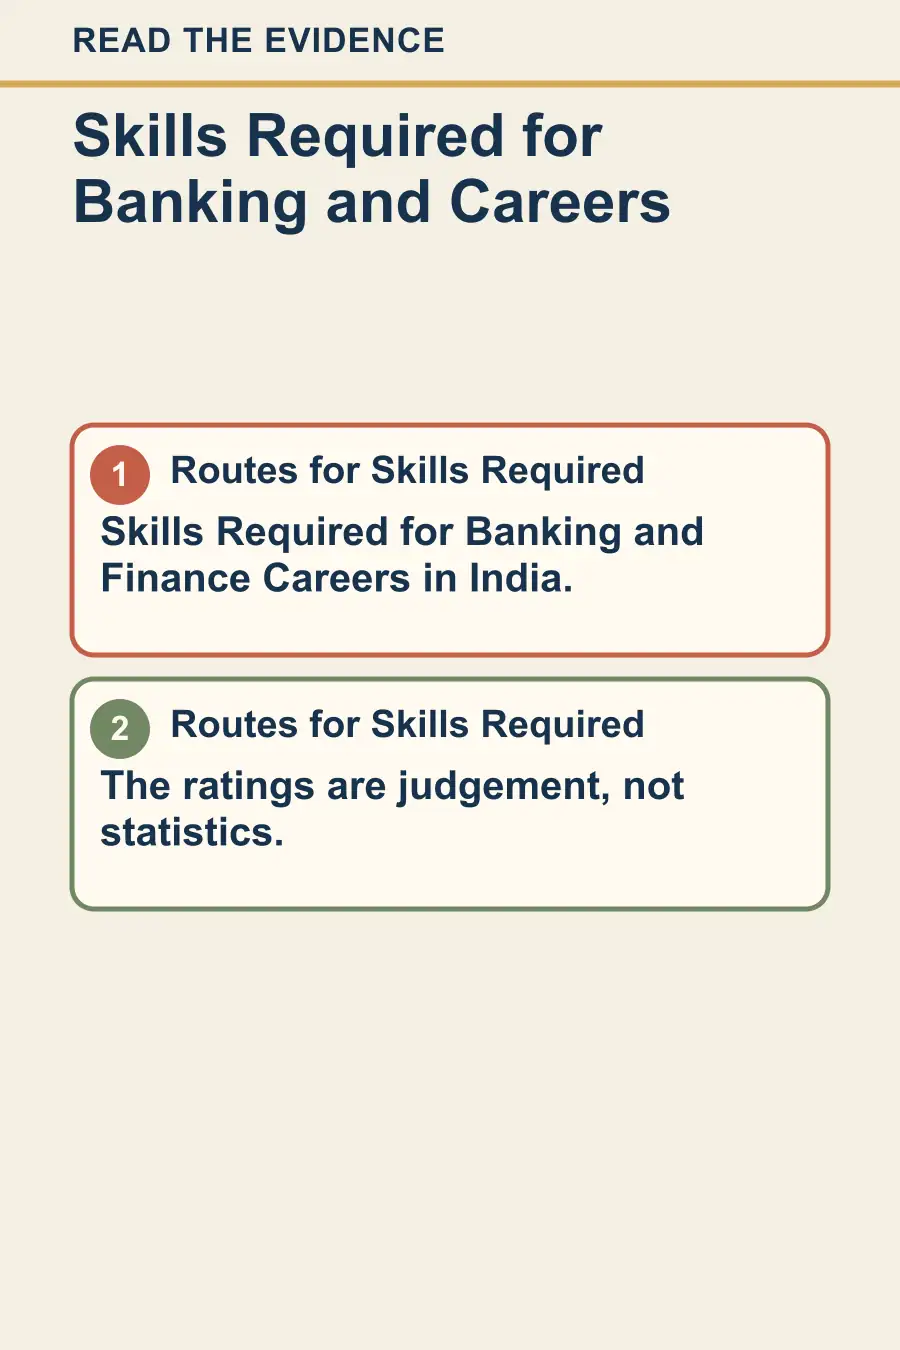 READ THE EVIDENCE
Skills Required for
Banking and Careers
1 Routes for Skills Required
Skills Required for Banking and
Finance Careers in India.
2 Routes for Skills Required
The ratings are judgement, not
statistics.